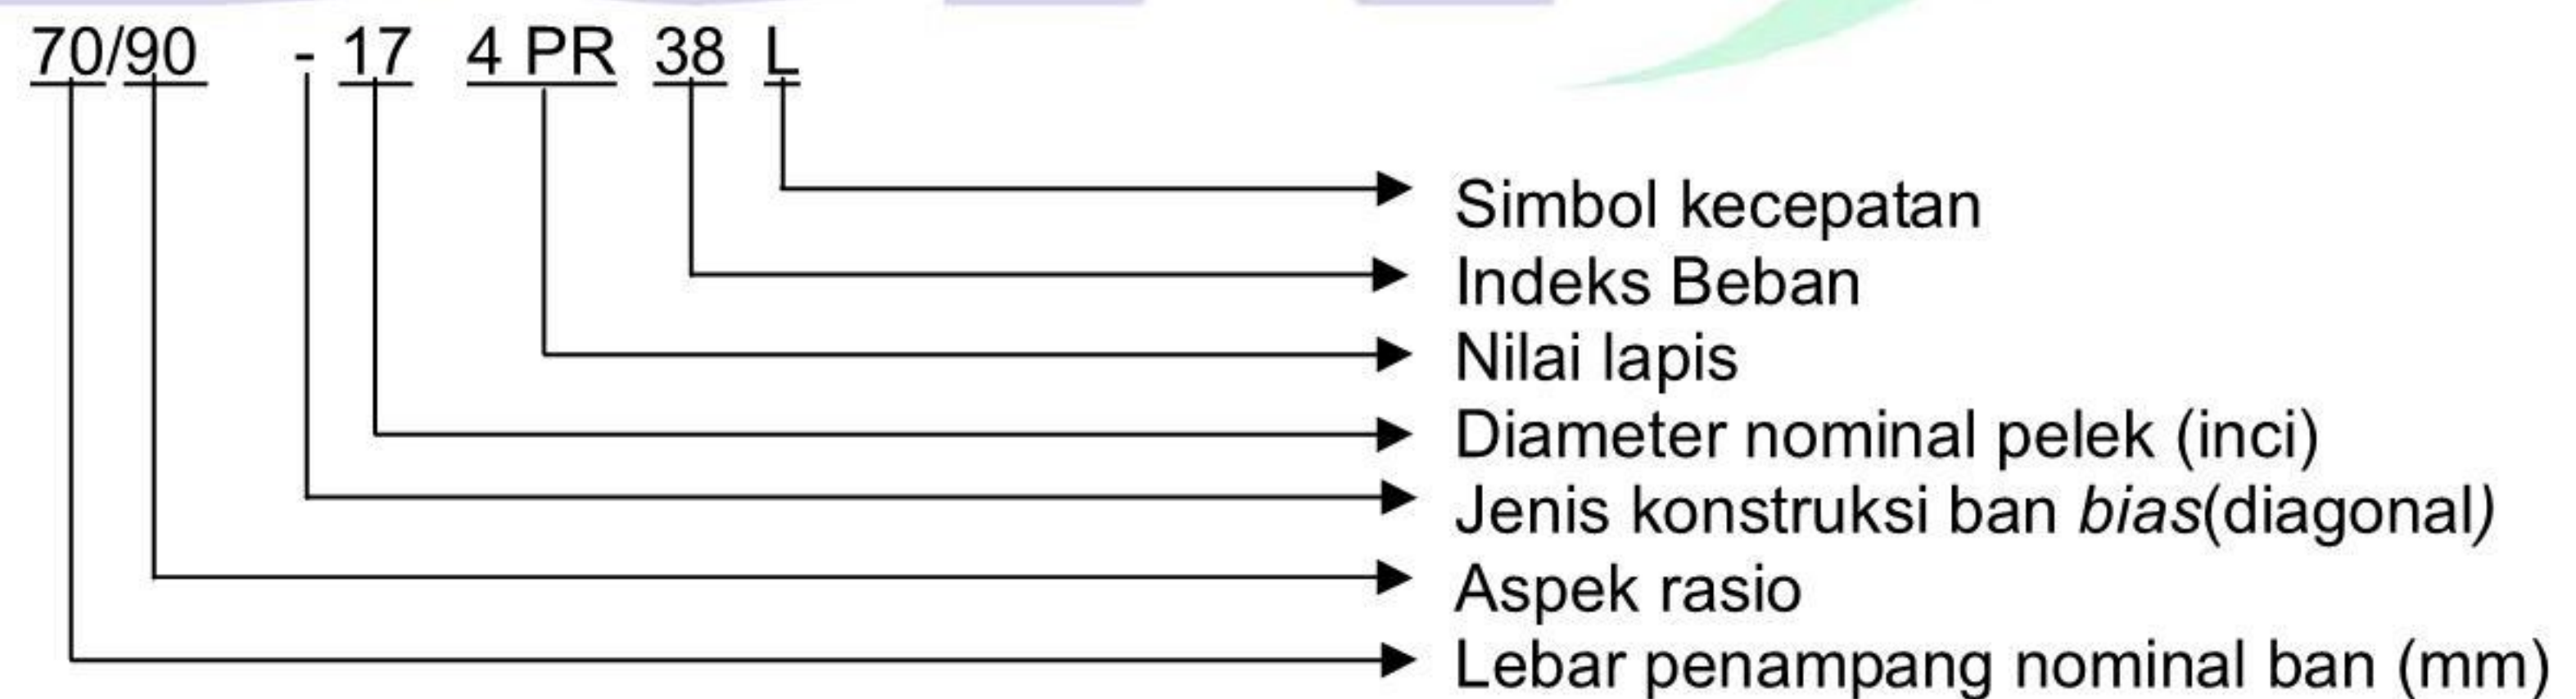 70/90 - 17 4 PR 38 L
Simbol kecepatan
Indeks Beban
Nilai lapis
Diameter nominal pelek (inci)
Jenis konstruksi ban bias(diagonal)
Aspek rasio
Lebar penampang nominal ban (mm)